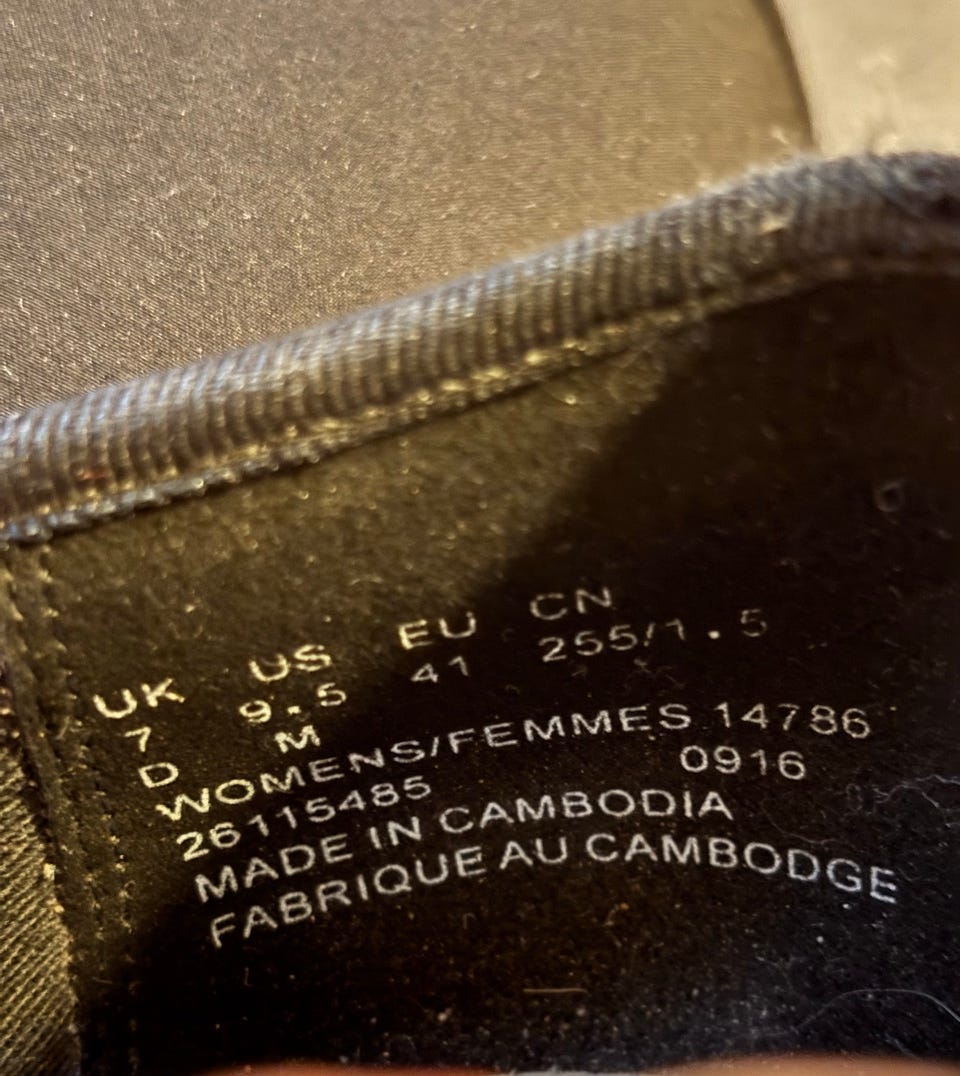 UK US EU CN
7 9.5 41 255/1.5
D M
WOMENS/FEMMES 14786
26115485 0916
MADE IN CAMBODIA
FABRIQUE AU CAMBODGE